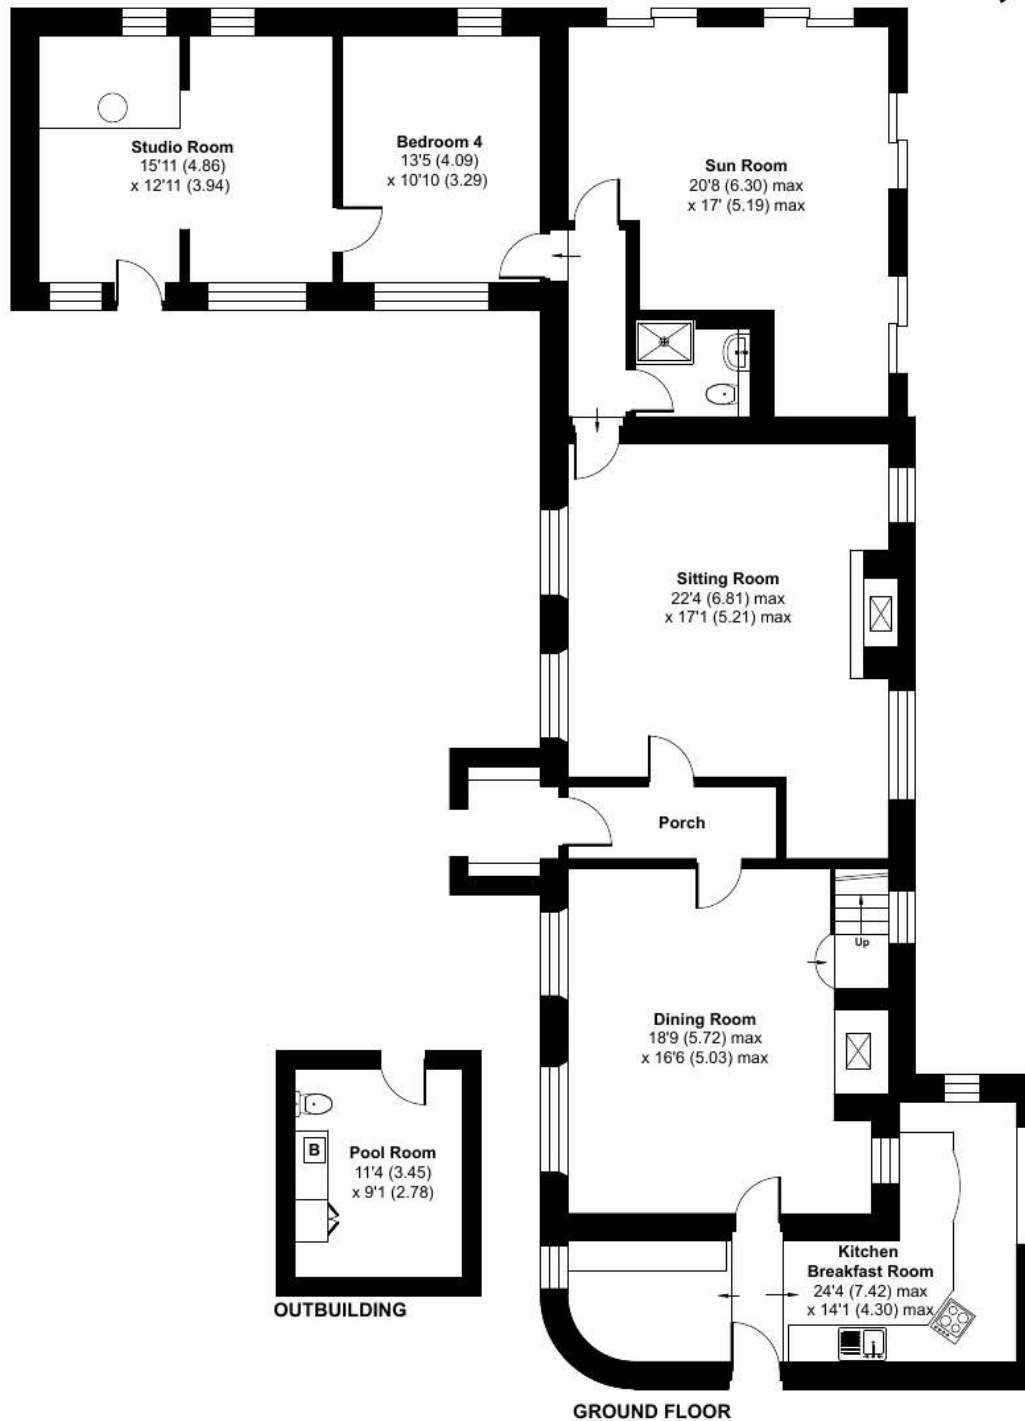 Studio Room
15'11 (4.86)
x 12'11 (3.94)
Bedroom 4
13'5 (4.09)
x 10'10 (3.29)
Sun Room
20'8 (6.30) max
x 17' (5.19) max
Sitting Room
22'4 (6.81) max
x 17'1 (5.21) max
Porch
Up
Dining Room
18'9 (5.72) max
x 16'6 (5.03) max
B
Pool Room
11'4 (3.45)
x 9'1 (2.78)
OUTBUILDING
Kitchen
Breakfast Room
24'4 (7.42) max
x 14'1 (4.30) max
GROUND FLOOR